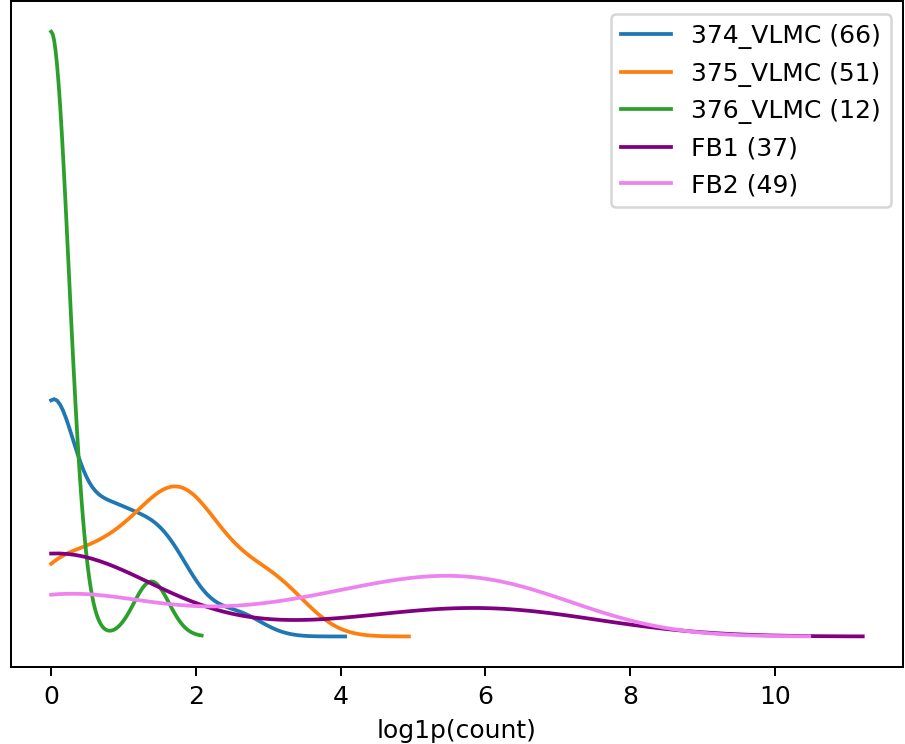 374_VLMC (66)
375_VLMC (51)
376_VLMC (12)
FB1 (37)
FB2 (49)
0 2 4 6 8 10
log1p(count)